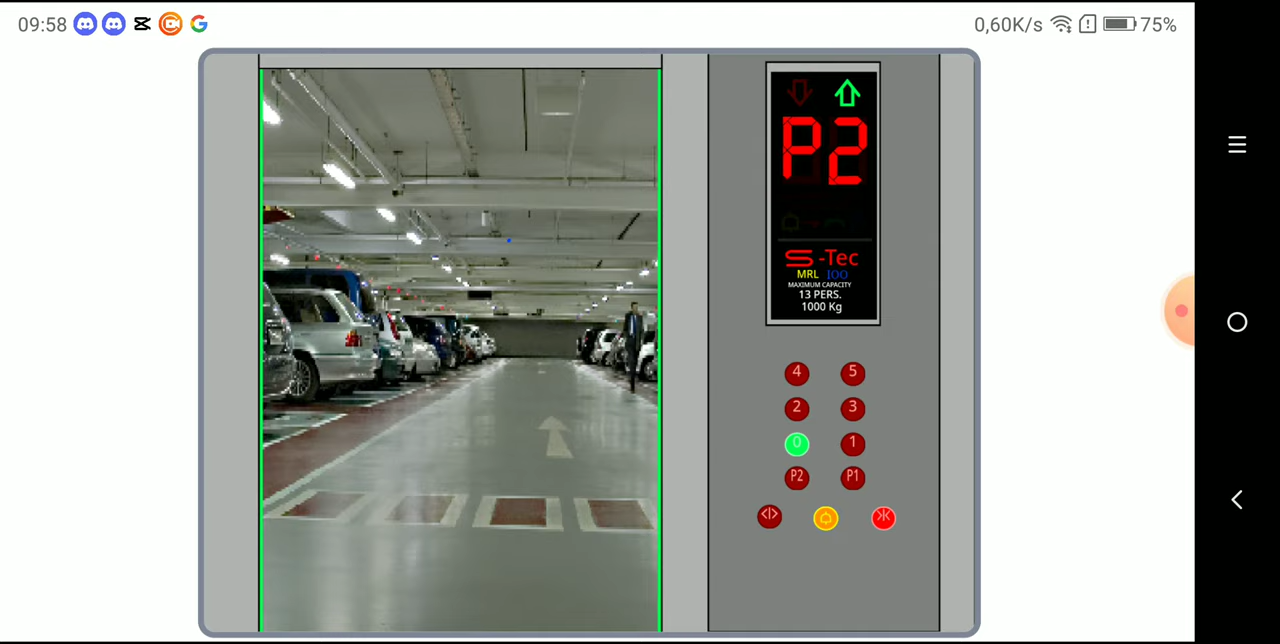 09:58
0,60K/s
75%
P2
S-Tec
MRL IOO
MAXIMUM CAPACITY
13 PERS.
1000 Kg
4 5
2 3
0 1
P2 P1